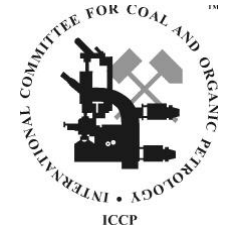 INTERNATIONAL COMMITTEE FOR COAL AND ORGANIC PETROLOGY •
TM
ICCP